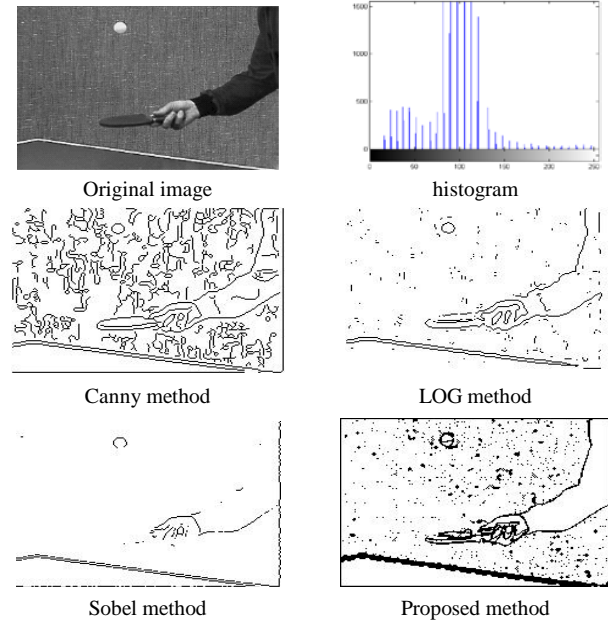 1500
1000
500
0
0 50 100 150 200 250
Original image
histogram
Canny method
LOG method
Sobel method
Proposed method